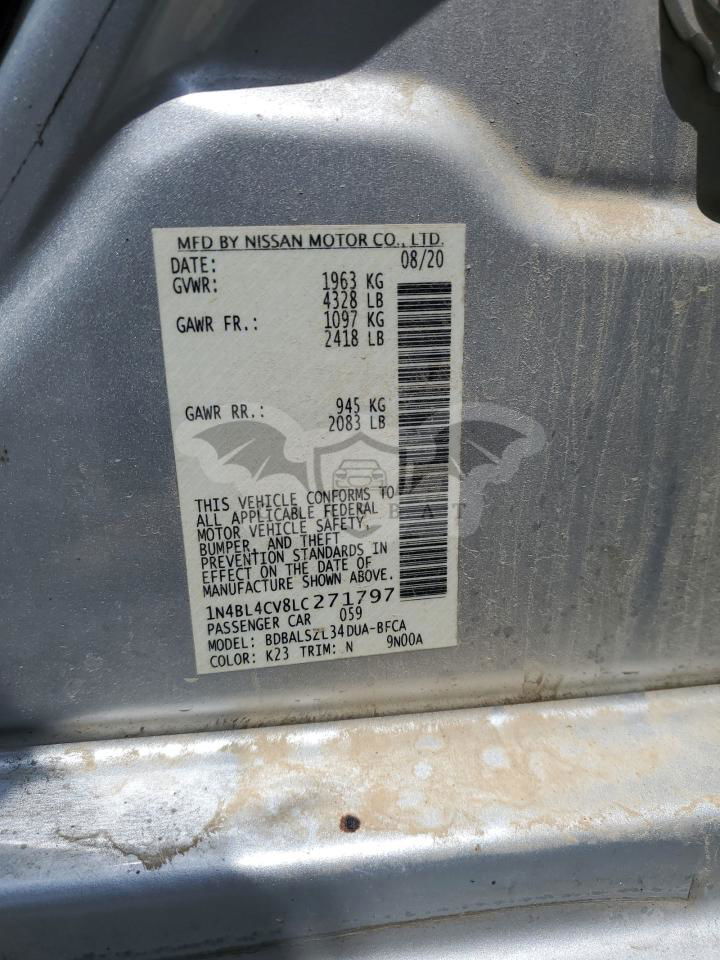 MFD BY NISSAN MOTOR CO., LTD.
DATE: 08/20
GVWR: 1963 KG
4328 LB
GAWR FR.: 1097 KG
2418 LB
GAWR RR.: 945 KG
2083 LB
THIS VEHICLE CONFORMS TO
ALL APPLICABLE FEDERAL
MOTOR VEHICLE SAFETY,
BUMPER, AND THEFT
PREVENTION STANDARDS IN
EFFECT ON THE DATE OF
MANUFACTURE SHOWN ABOVE.
1N4BL4CV8LC271797
PASSENGER CAR 059
MODEL: BDBALSZL34DUA-BFCA
COLOR: K23 TRIM: N 9N00A